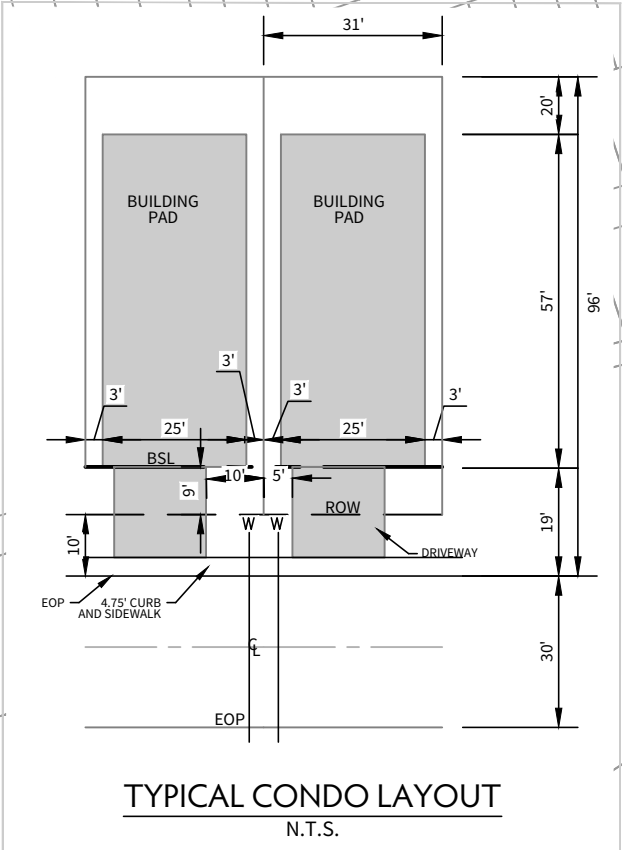 31'
20'
BUILDING
PAD
BUILDING
PAD
57'
96'
3'
3'
3'
3'
25'
25'
BSL
10'
5'
9'
ROW
W
W
19'
10'
DRIVEWAY
EOP
4.75' CURB
AND SIDEWALK
CL
30'
EOP
TYPICAL CONDO LAYOUT
N.T.S.